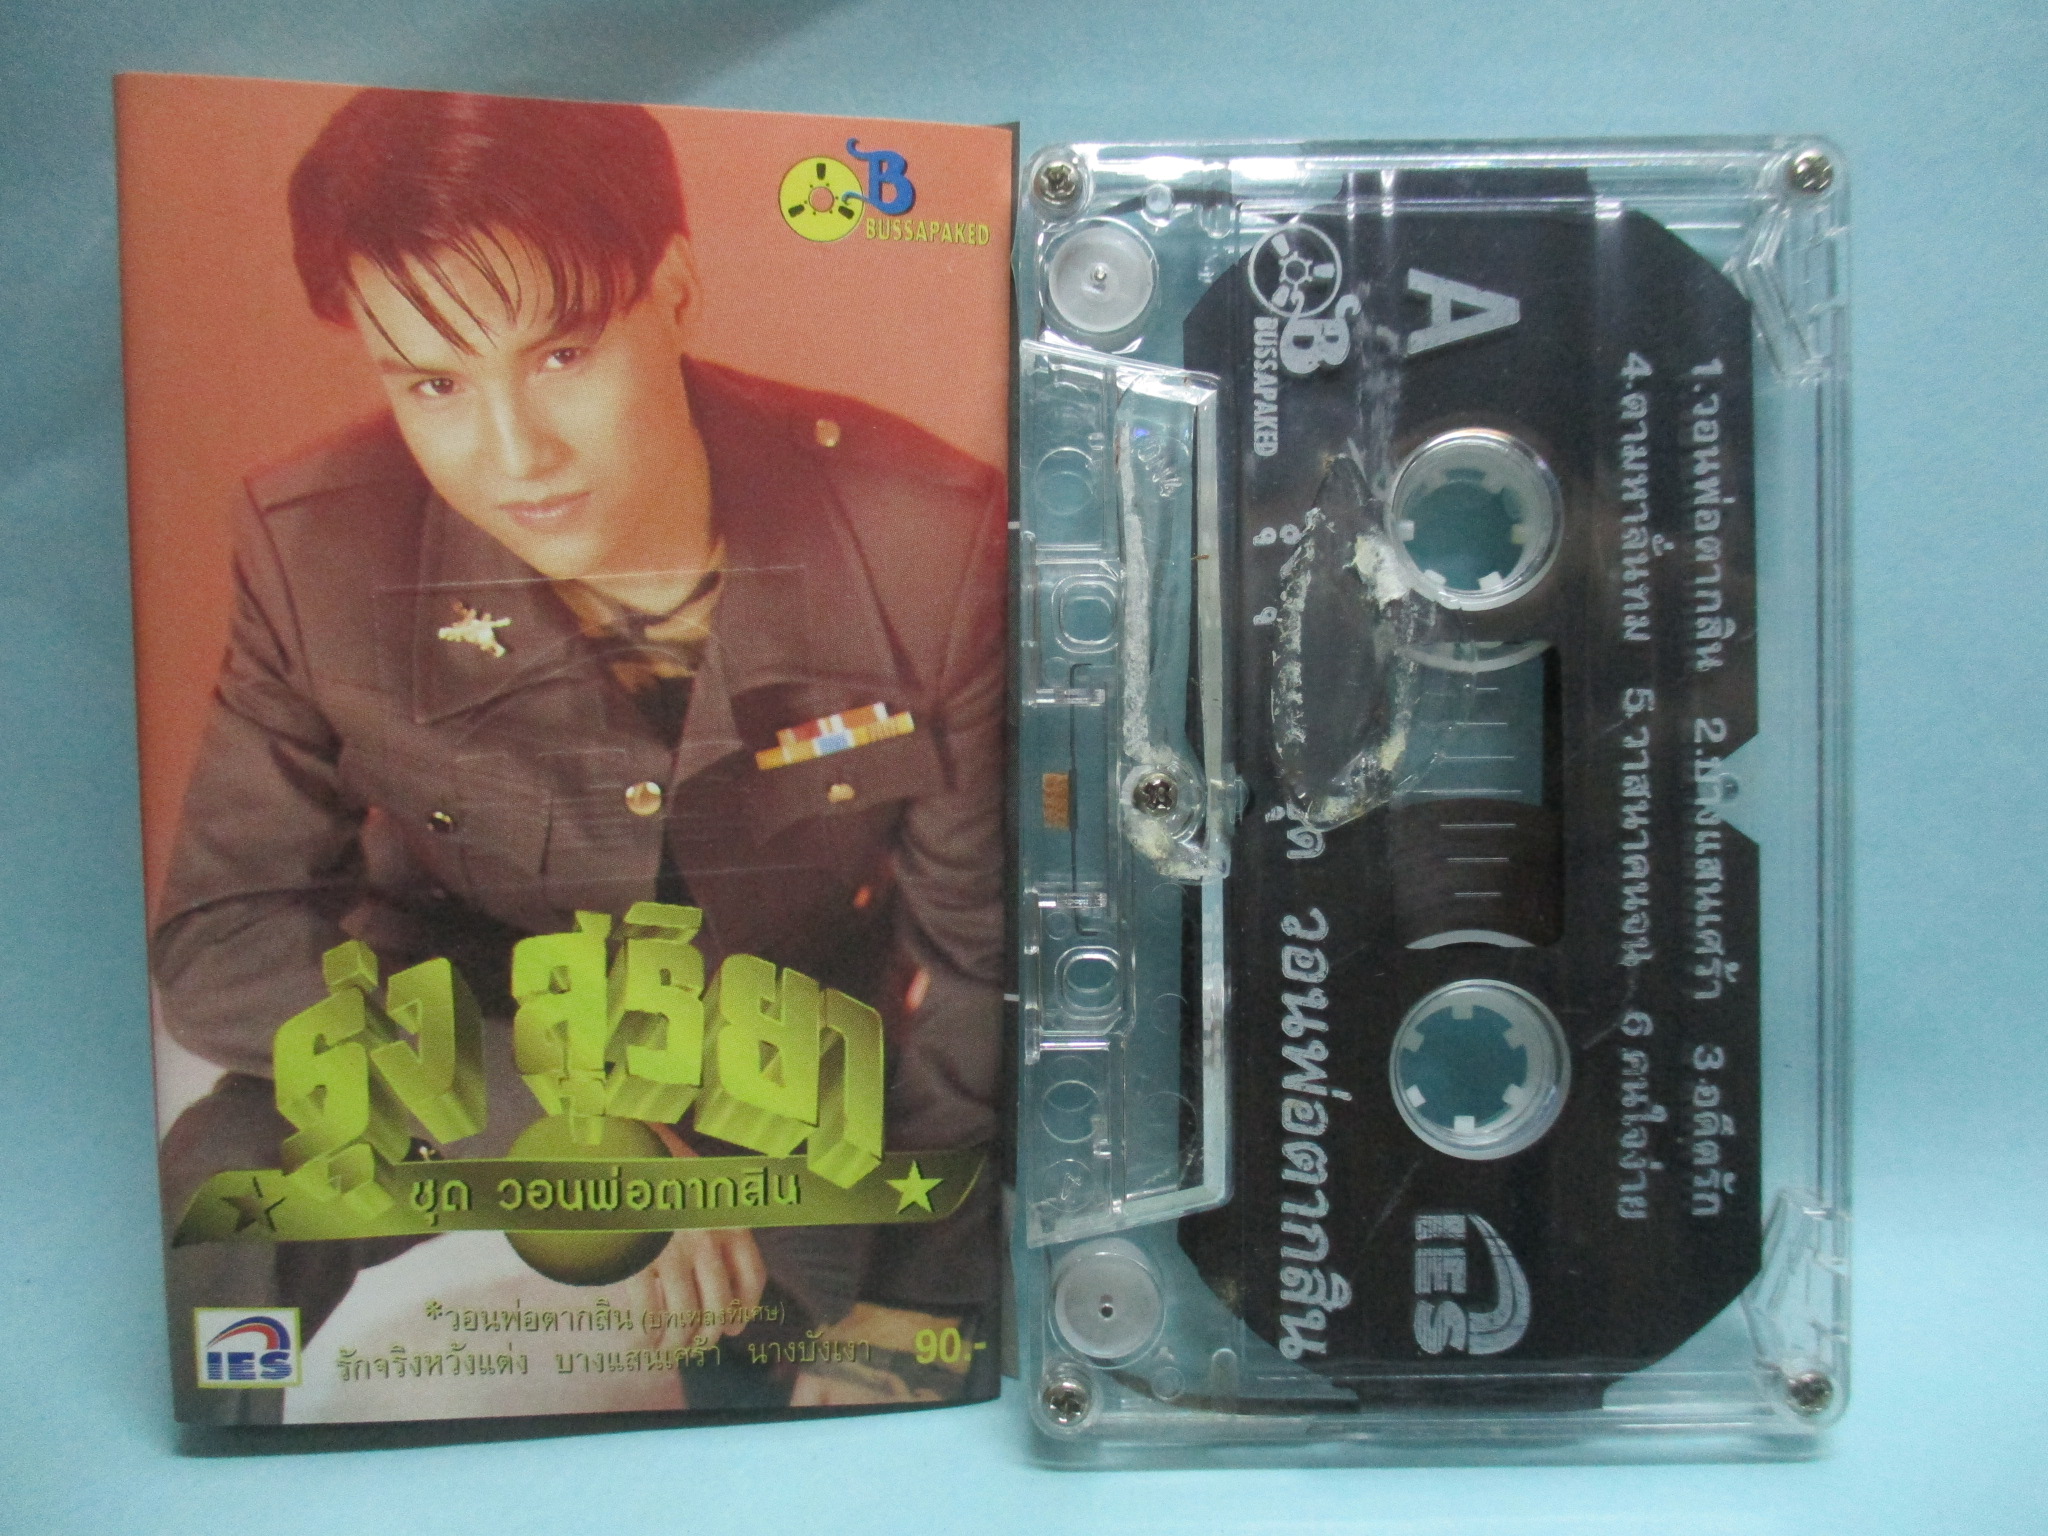 B
BUSSAPAKED
รุ่ง สุริยา
ชุด วอนพ่อตากสิน
*วอนพ่อตากสิน (บทเพลงพิเศษ)
รักจริงหวังแต่ง บางแสนเศร้า นางบังเงา
90.-
IES
A
1.วอนพ่อตากสิน 2.บางแสนเศร้า 3.อดีตรัก
4.ตามหาลั่นทม 5.วาสนาคนจน 6 คนใจง่าย
B
BUSSAPAKED
วอนพ่อตากสิน
IES